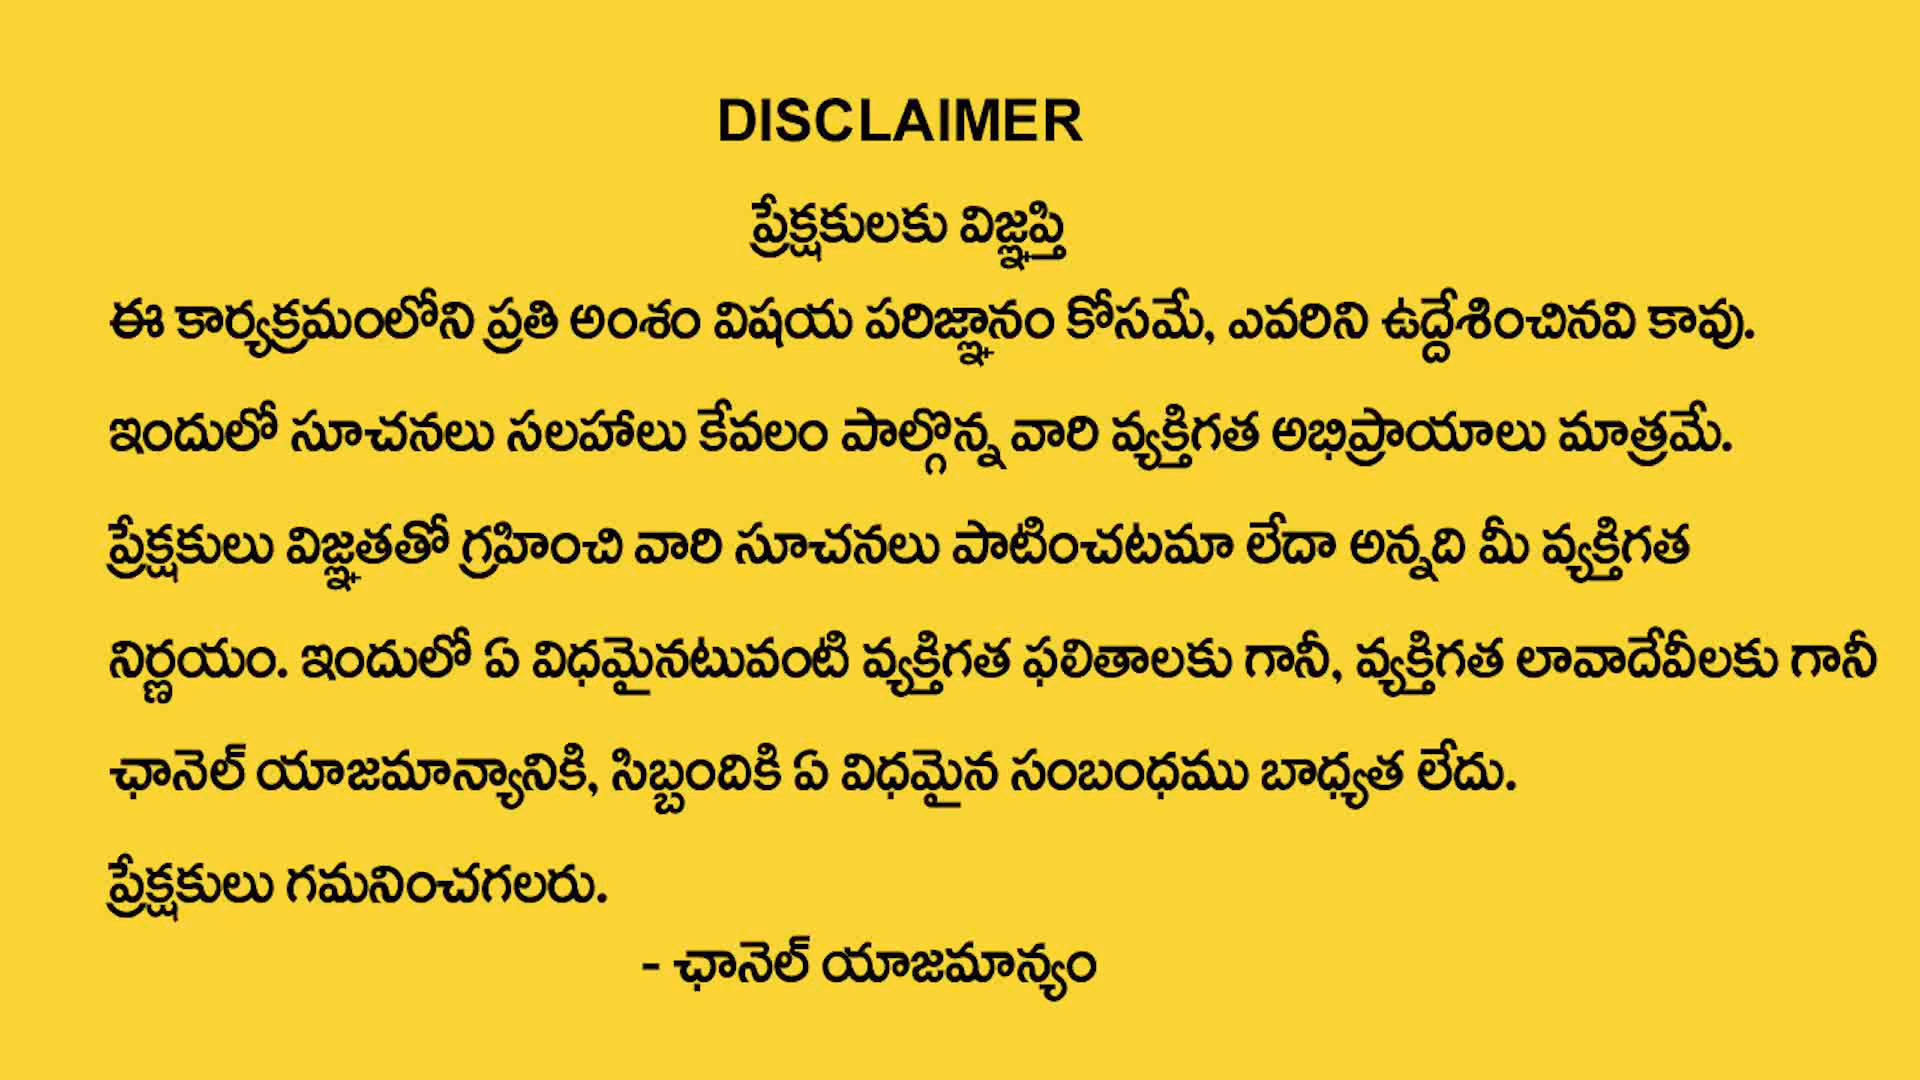 DISCLAIMER
ప్రేక్షకులకు విజ్ఞప్తి
ఈ కార్యక్రమంలోని ప్రతి అంశం విషయ పరిజ్ఞానం కోసమే, ఎవరిని ఉద్దేశించినవి కావు.
ఇందులో సూచనలు సలహాలు కేవలం పాల్గొన్న వారి వ్యక్తిగత అభిప్రాయాలు మాత్రమే.
ప్రేక్షకులు విజ్ఞతతో గ్రహించి వారి సూచనలు పాటించటమా లేదా అన్నది మీ వ్యక్తిగత
నిర్ణయం. ఇందులో ఏ విధమైనటువంటి వ్యక్తిగత ఫలితాలకు గానీ, వ్యక్తిగత లావాదేవీలకు గానీ
ఛానెల్ యాజమాన్యానికి, సిబ్బందికి ఏ విధమైన సంబంధము బాధ్యత లేదు.
ప్రేక్షకులు గమనించగలరు.
- ఛానెల్ యాజమాన్యం